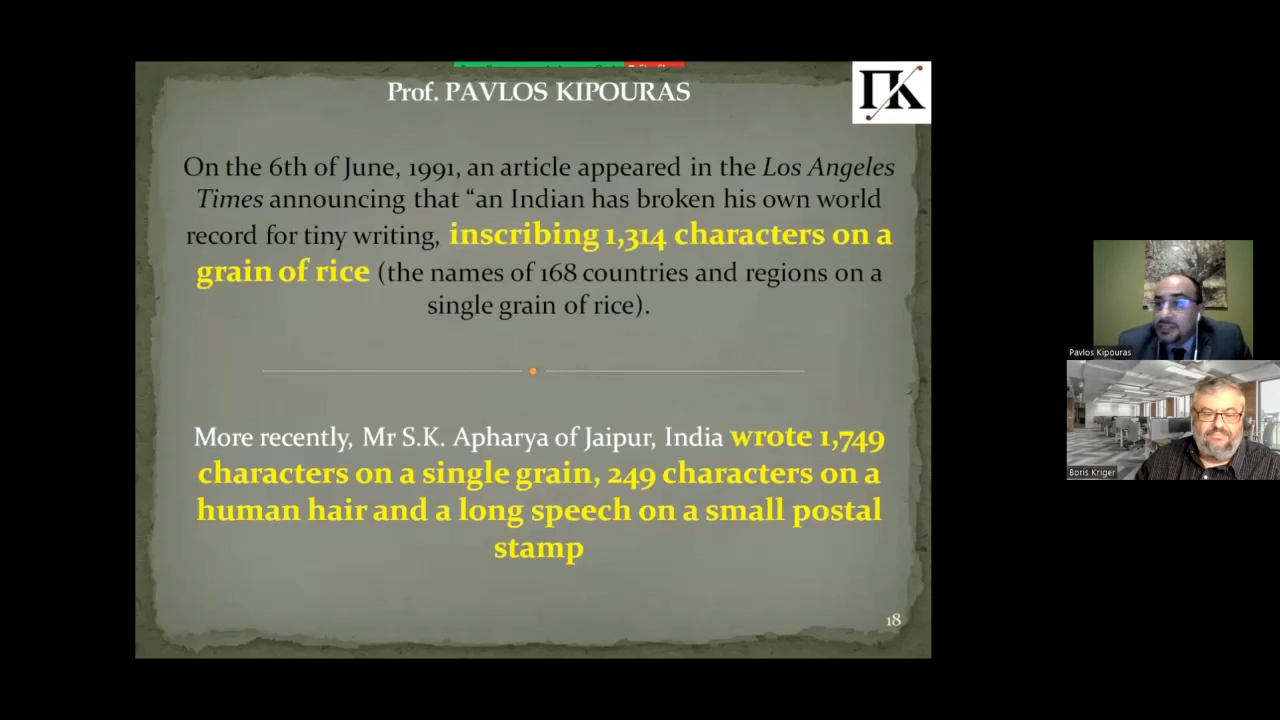 Prof. PAVLOS KIPOURAS
ΠΚ
On the 6th of June, 1991, an article appeared in the Los Angeles
Times announcing that “an Indian has broken his own world
record for tiny writing, inscribing 1,314 characters on a
grain of rice (the names of 168 countries and regions on a
single grain of rice).
More recently, Mr S.K. Apharya of Jaipur, India wrote 1,749
characters on a single grain, 249 characters on a
human hair and a long speech on a small postal
stamp
18
Pavlos Kipouras
Boris Kriger